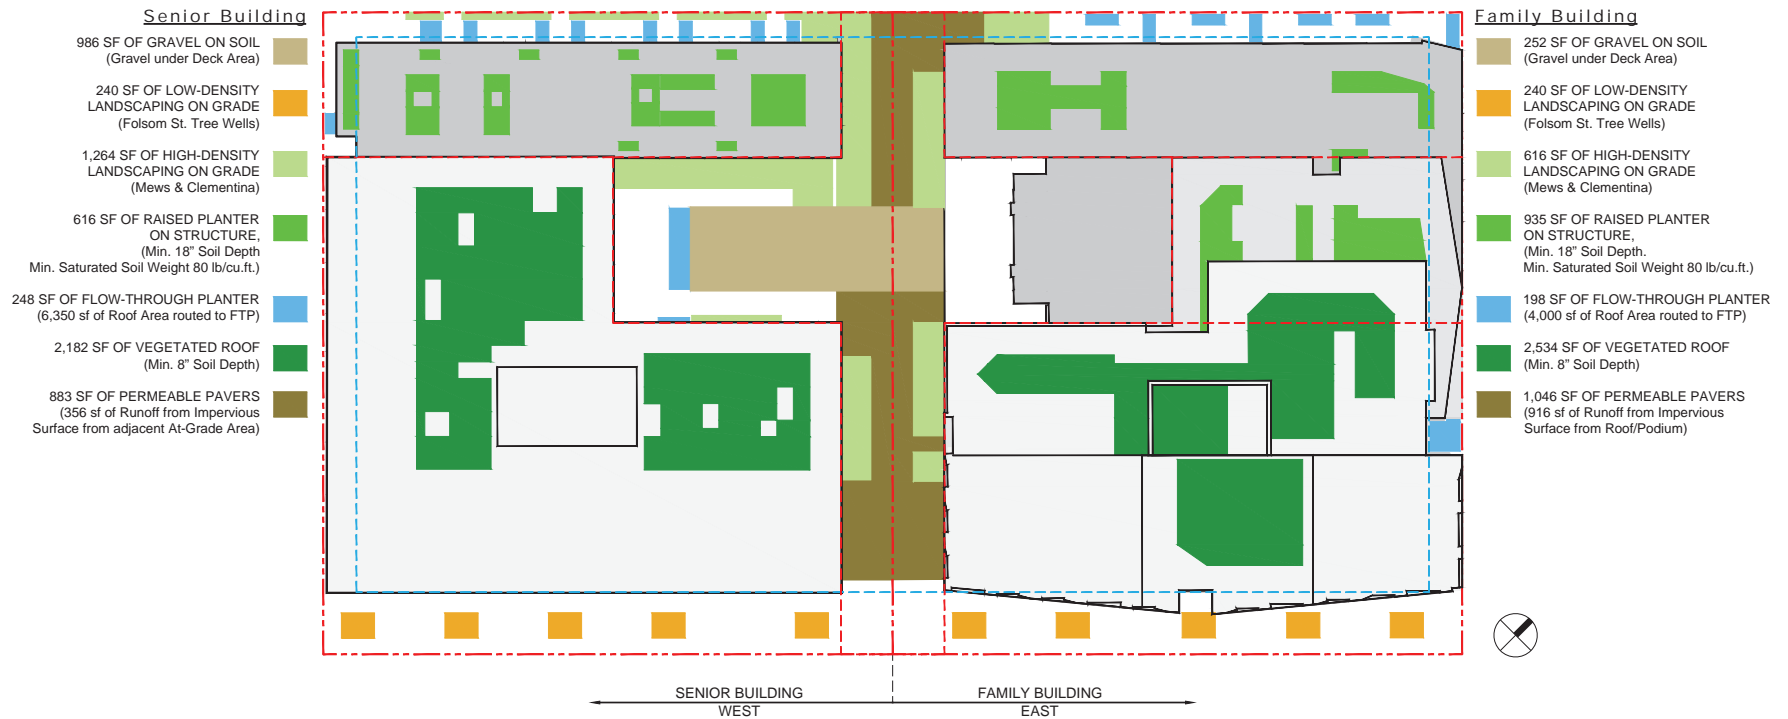 Senior Building
986 SF OF GRAVEL ON SOIL
(Gravel under Deck Area)
240 SF OF LOW-DENSITY
LANDSCAPING ON GRADE
(Folsom St. Tree Wells)
1,264 SF OF HIGH-DENSITY
LANDSCAPING ON GRADE
(Mews & Clementina)
616 SF OF RAISED PLANTER
ON STRUCTURE,
(Min. 18" Soil Depth
Min. Saturated Soil Weight 80 lb/cu.ft.)
248 SF OF FLOW-THROUGH PLANTER
(6,350 sf of Roof Area routed to FTP)
2,182 SF OF VEGETATED ROOF
(Min. 8" Soil Depth)
883 SF OF PERMEABLE PAVERS
(356 sf of Runoff from Impervious
Surface from adjacent At-Grade Area)
Family Building
252 SF OF GRAVEL ON SOIL
(Gravel under Deck Area)
240 SF OF LOW-DENSITY
LANDSCAPING ON GRADE
(Folsom St. Tree Wells)
616 SF OF HIGH-DENSITY
LANDSCAPING ON GRADE
(Mews & Clementina)
935 SF OF RAISED PLANTER
ON STRUCTURE,
(Min. 18" Soil Depth.
Min. Saturated Soil Weight 80 lb/cu.ft.)
198 SF OF FLOW-THROUGH PLANTER
(4,000 sf of Roof Area routed to FTP)
2,534 SF OF VEGETATED ROOF
(Min. 8" Soil Depth)
1,046 SF OF PERMEABLE PAVERS
(916 sf of Runoff from Impervious
Surface from Roof/Podium)
SENIOR BUILDING
WEST
FAMILY BUILDING
EAST